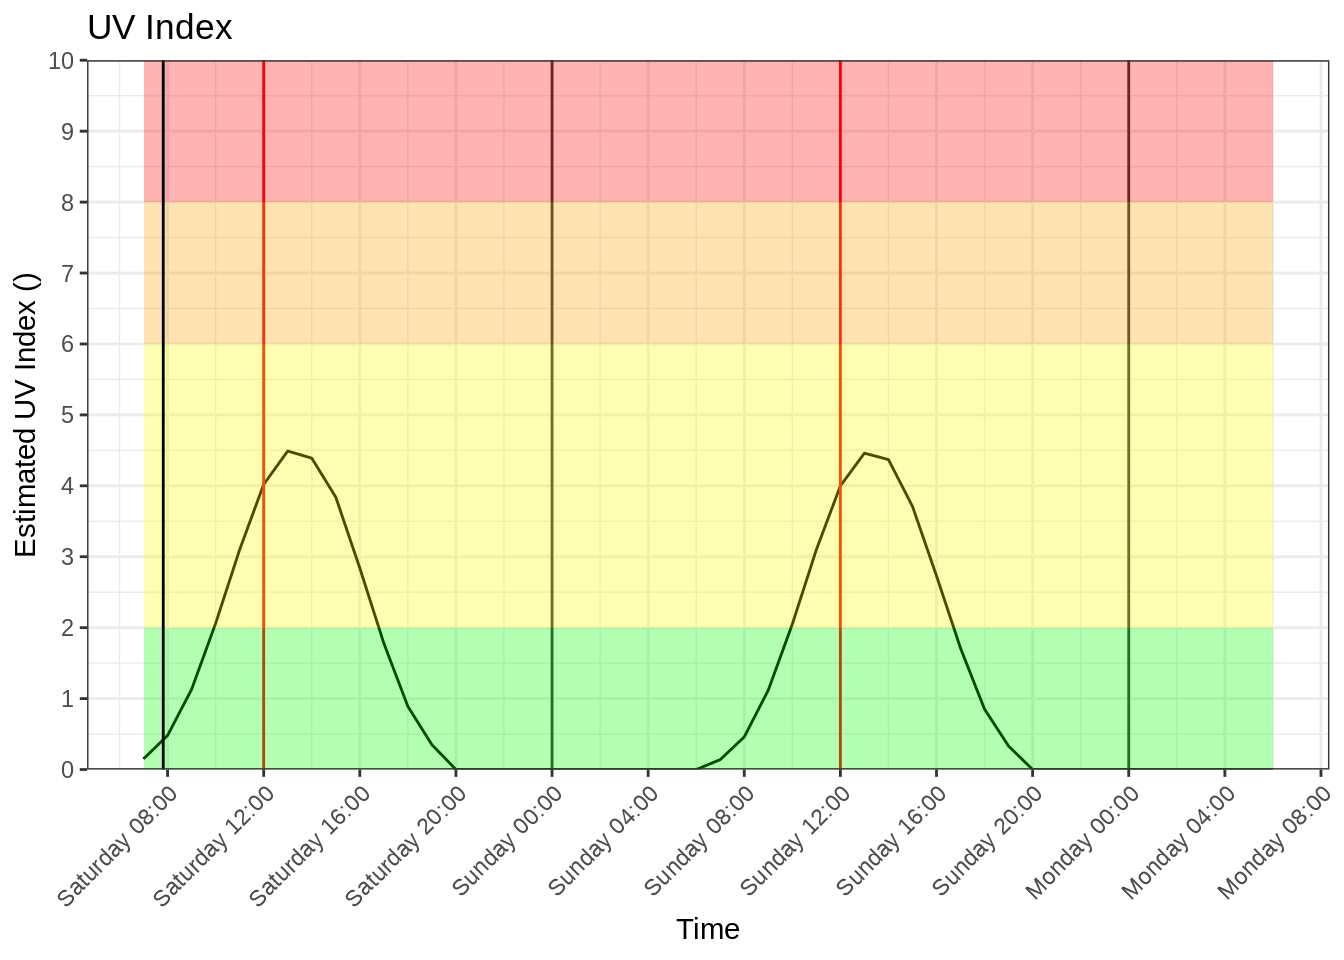 UV Index
Estimated UV Index ()
10
9
8
7
6
5
4
3
2
1
0
Saturday 08:00
Saturday 12:00
Saturday 16:00
Saturday 20:00
Sunday 00:00
Sunday 04:00
Sunday 08:00
Sunday 12:00
Sunday 16:00
Sunday 20:00
Monday 00:00
Monday 04:00
Monday 08:00
Time